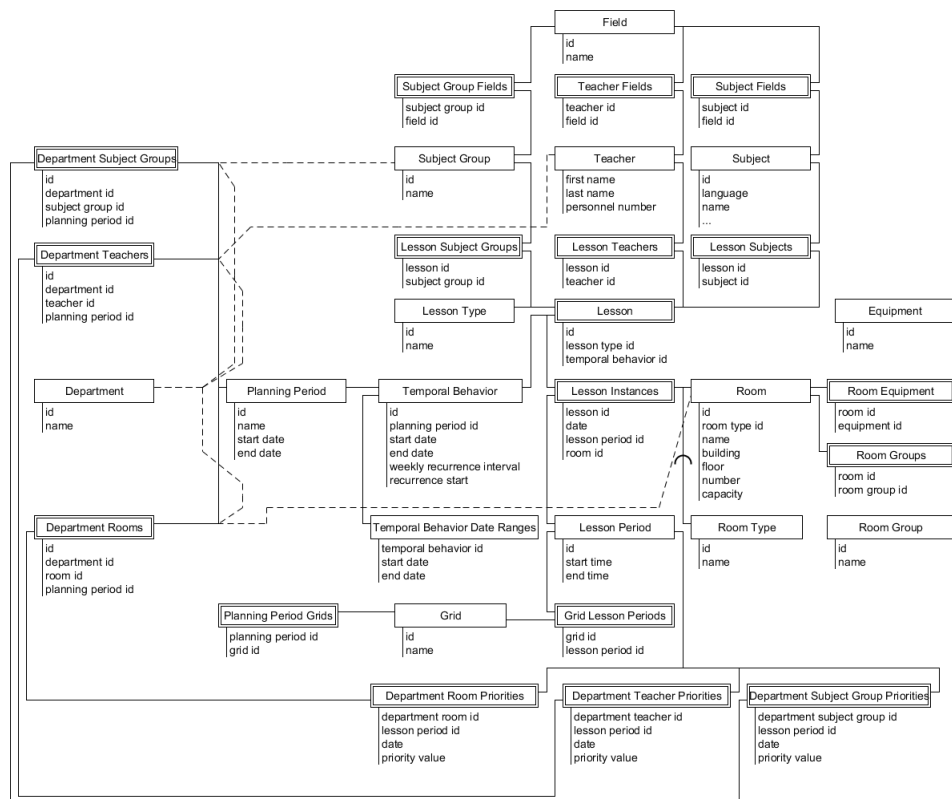 Field
id
name
Subject Group Fields
subject group id
field id
Teacher Fields
teacher id
field id
Subject Fields
subject id
field id
Department Subject Groups
id
department id
subject group id
planning period id
Subject Group
id
name
Teacher
first name
last name
personnel number
Subject
id
language
name
...
Department Teachers
id
department id
teacher id
planning period id
Lesson Subject Groups
lesson id
subject group id
Lesson Teachers
lesson id
teacher id
Lesson Subjects
lesson id
subject id
Lesson Type
id
name
Lesson
id
lesson type id
temporal behavior id
Equipment
id
name
Department
id
name
Planning Period
id
name
start date
end date
Temporal Behavior
id
planning period id
start date
end date
weekly recurrence interval
recurrence start
Lesson Instances
lesson id
date
lesson period id
room id
Room
id
room type id
name
building
floor
number
capacity
Room Equipment
room id
equipment id
Room Groups
room id
room group id
Department Rooms
id
department id
room id
planning period id
Temporal Behavior Date Ranges
temporal behavior id
start date
end date
Lesson Period
id
start time
end time
Room Type
id
name
Room Group
id
name
Planning Period Grids
planning period id
grid id
Grid
id
name
Grid Lesson Periods
grid id
lesson period id
Department Room Priorities
department room id
lesson period id
date
priority value
Department Teacher Priorities
department teacher id
lesson period id
date
priority value
Department Subject Group Priorities
department subject group id
lesson period id
date
priority value